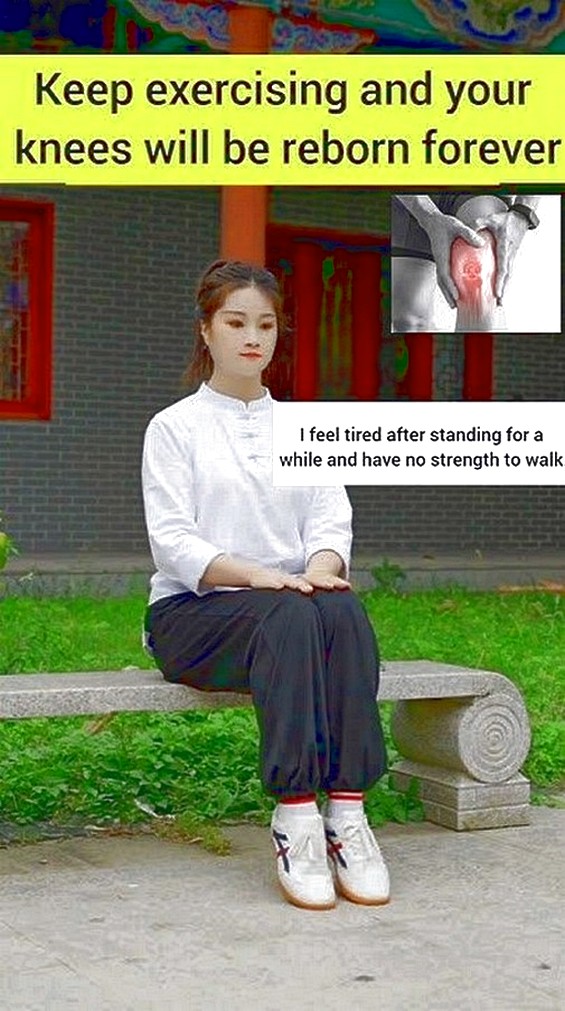 Keep exercising and your
knees will be reborn forever
I feel tired after standing for a
while and have no strength to walk